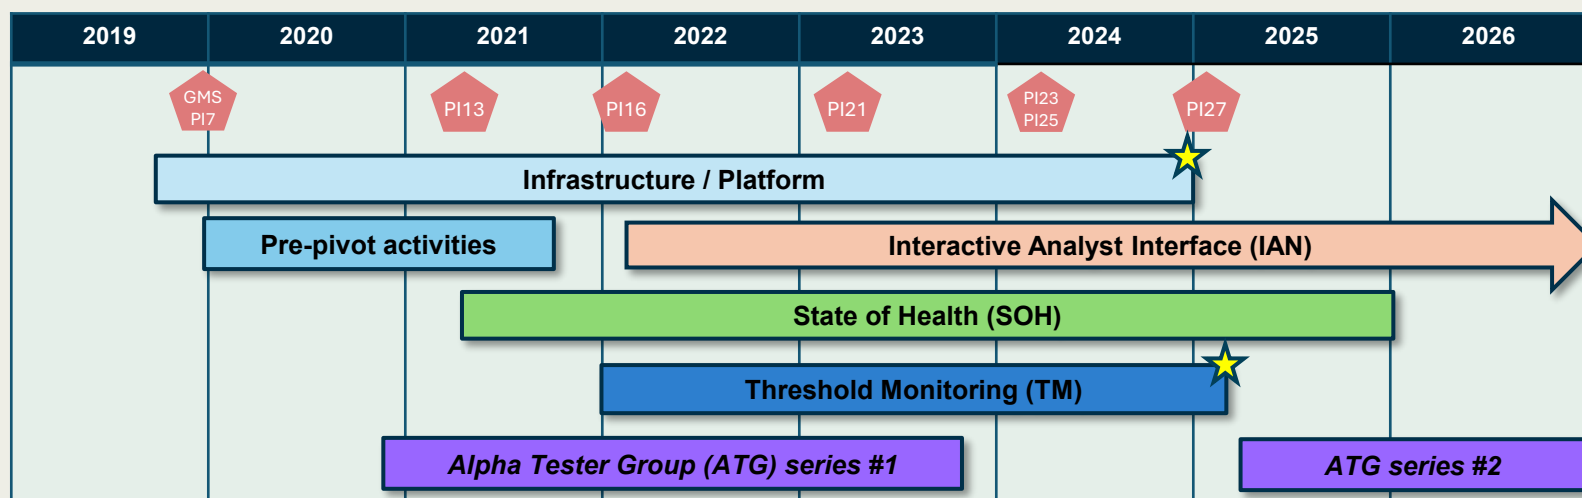 2019 2020 2021 2022 2023 2024 2025 2026
GMS
PI7
PI13
PI16
PI21
PI23
PI25
PI27
Infrastructure / Platform
Pre-pivot activities
Interactive Analyst Interface (IAN)
State of Health (SOH)
Threshold Monitoring (TM)
Alpha Tester Group (ATG) series #1
ATG series #2